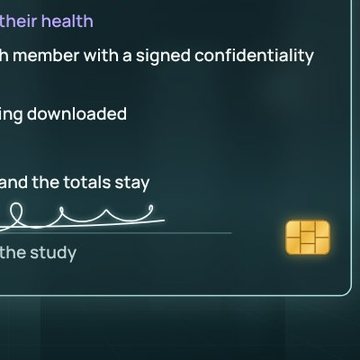 their health
h member with a signed confidentiality
ing downloaded
and the totals stay
the study